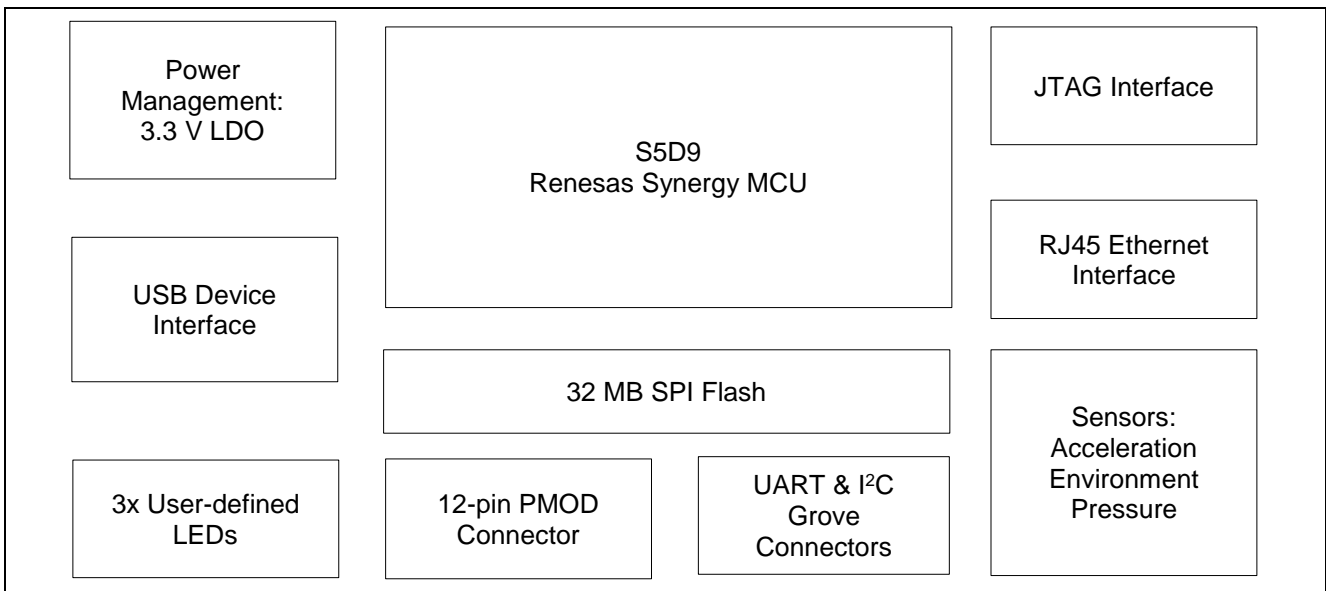 Power
Management:
3.3 V LDO
S5D9
Renesas Synergy MCU
JTAG Interface
USB Device
Interface
RJ45 Ethernet
Interface
32 MB SPI Flash
Sensors:
Acceleration
Environment
Pressure
3x User-defined
LEDs
12-pin PMOD
Connector
UART & I²C
Grove
Connectors